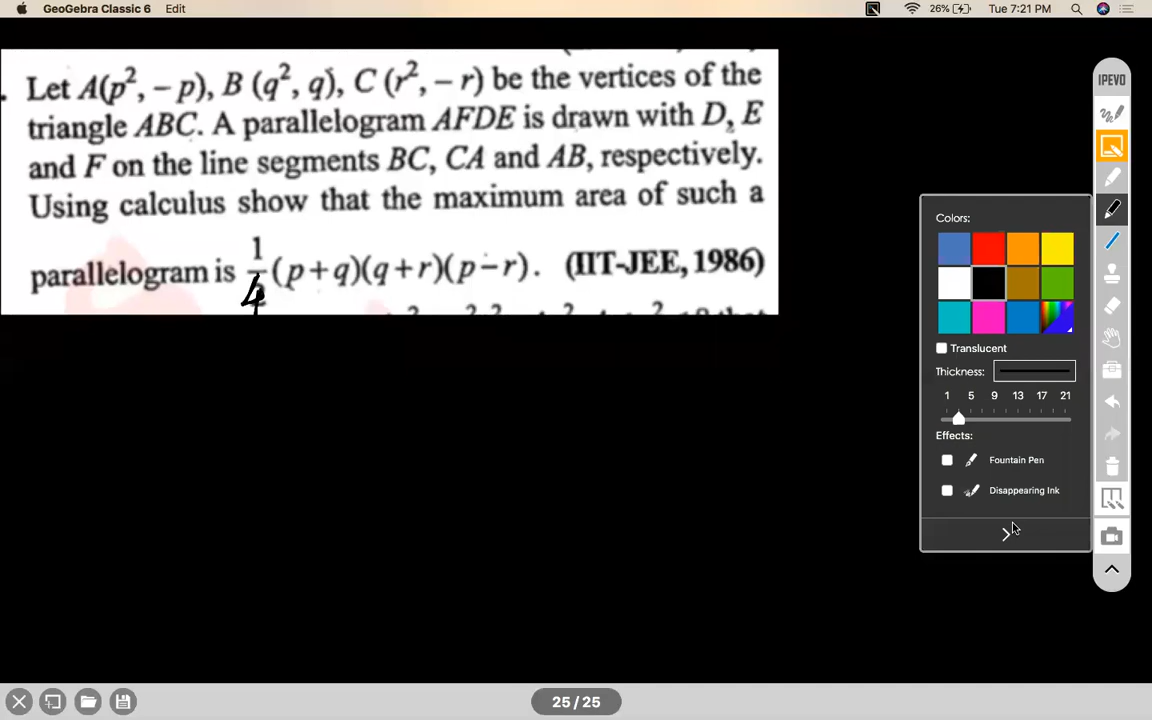 GeoGebra Classic 6 Edit 26% Tue 7:21 PM
Let A(p², – p), B (q², q), C (r², – r) be the vertices of the
triangle ABC. A parallelogram AFDE is drawn with D, E
and F on the line segments BC, CA and AB, respectively.
Using calculus show that the maximum area of such a
parallelogram is 1/4 (p+q)(q+r)(p–r). (IIT-JEE, 1986)
IPEVO
Colors:
Translucent
Thickness:
1 5 9 13 17 21
Effects:
Fountain Pen
Disappearing Ink
25 / 25